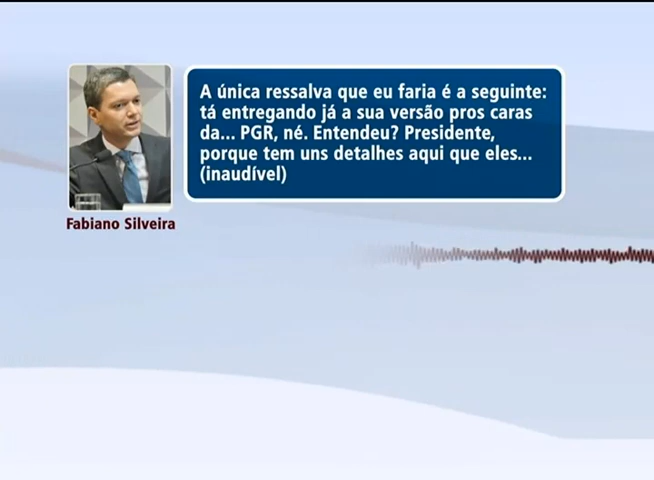 A única ressalva que eu faria é a seguinte:
tá entregando já a sua versão pros caras
da... PGR, né. Entendeu? Presidente,
porque tem uns detalhes aqui que eles...
(inaudível)
Fabiano Silveira